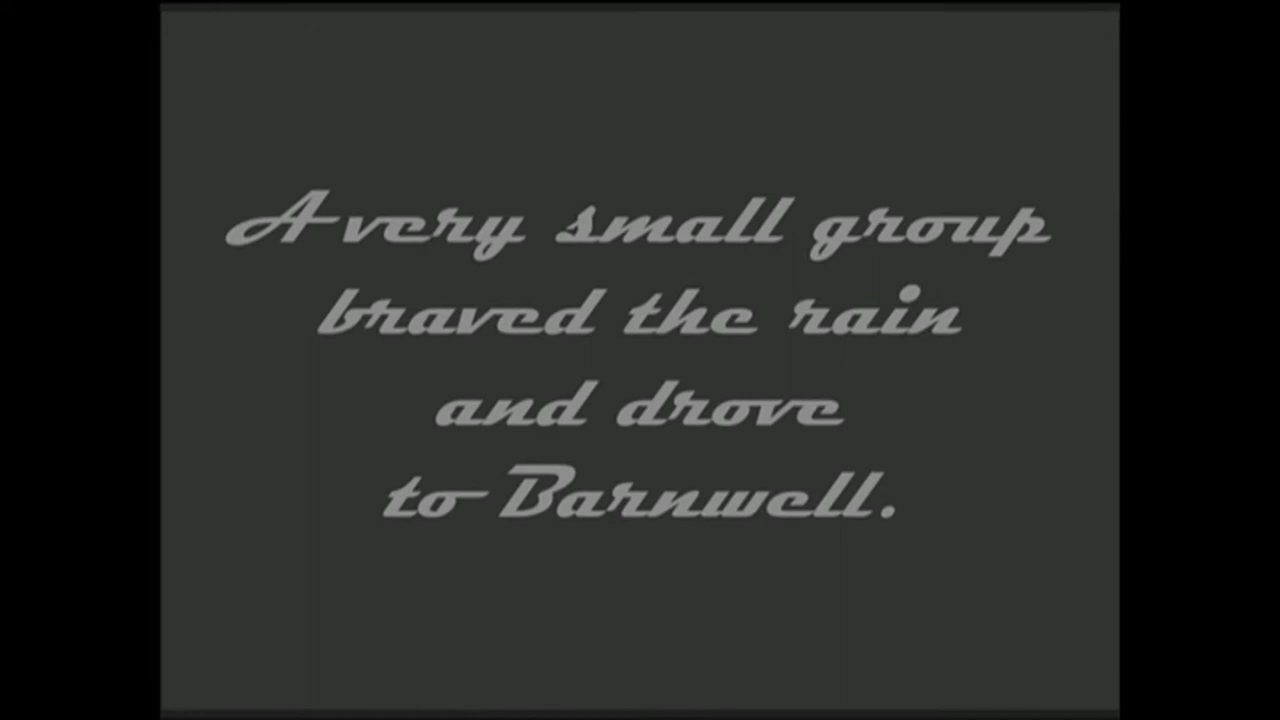 A very small group
braved the rain
and drove
to Barnwell.